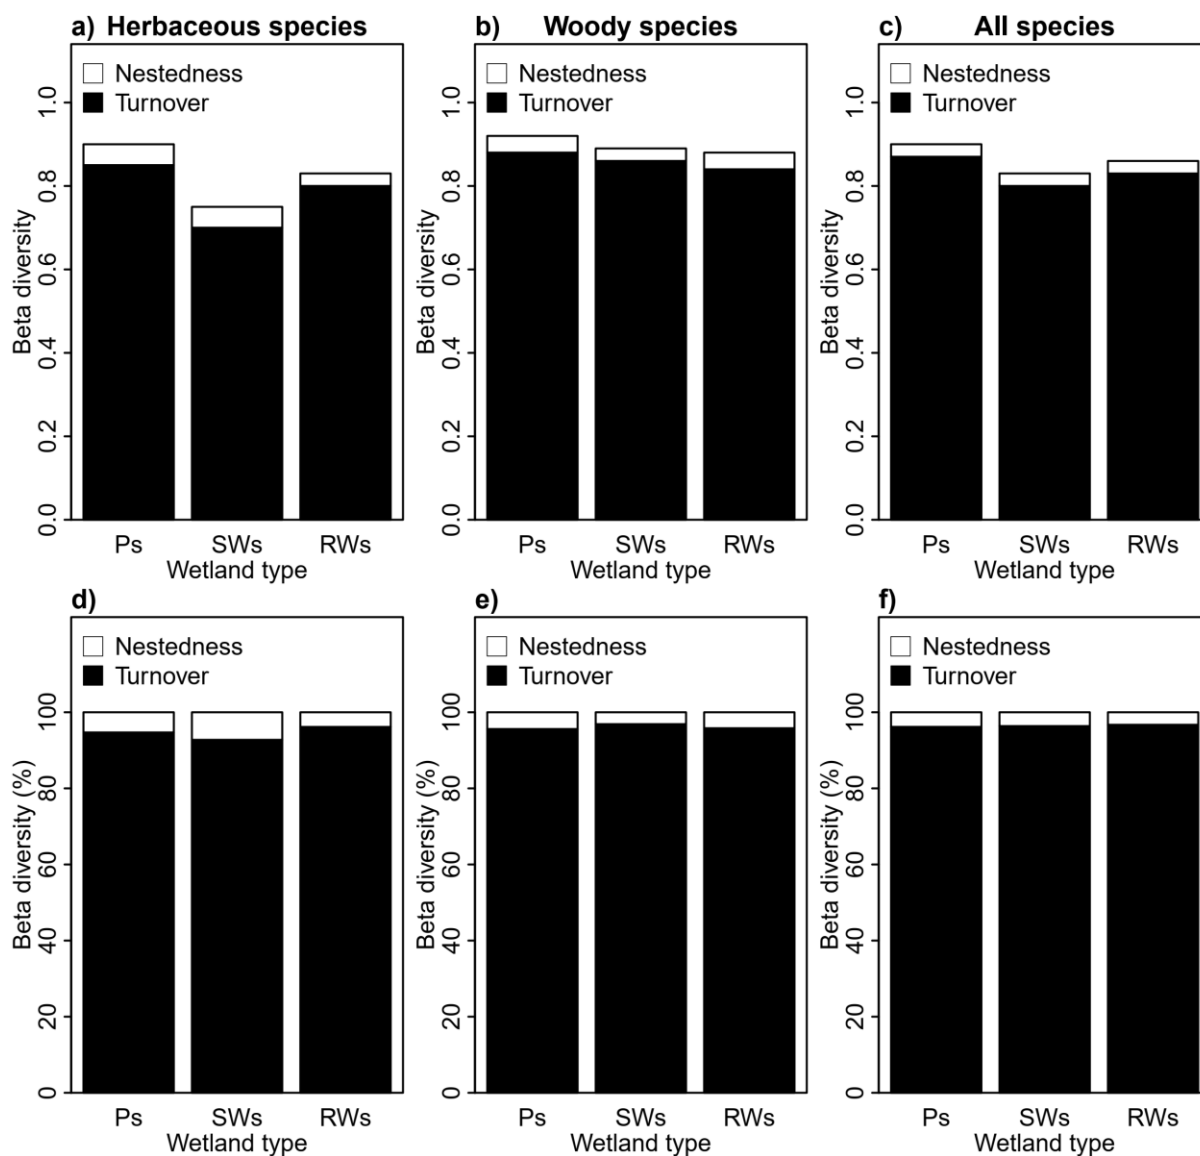 a) Herbaceous species
Nestedness
Turnover
Beta diversity
0.0 0.2 0.4 0.6 0.8 1.0
Ps SWs RWs
Wetland type
b) Woody species
Nestedness
Turnover
Beta diversity
0.0 0.2 0.4 0.6 0.8 1.0
Ps SWs RWs
Wetland type
c) All species
Nestedness
Turnover
Beta diversity
0.0 0.2 0.4 0.6 0.8 1.0
Ps SWs RWs
Wetland type
d)
Nestedness
Turnover
Beta diversity (%)
0 20 40 60 80 100
Ps SWs RWs
Wetland type
e)
Nestedness
Turnover
Beta diversity (%)
0 20 40 60 80 100
Ps SWs RWs
Wetland type
f)
Nestedness
Turnover
Beta diversity (%)
0 20 40 60 80 100
Ps SWs RWs
Wetland type